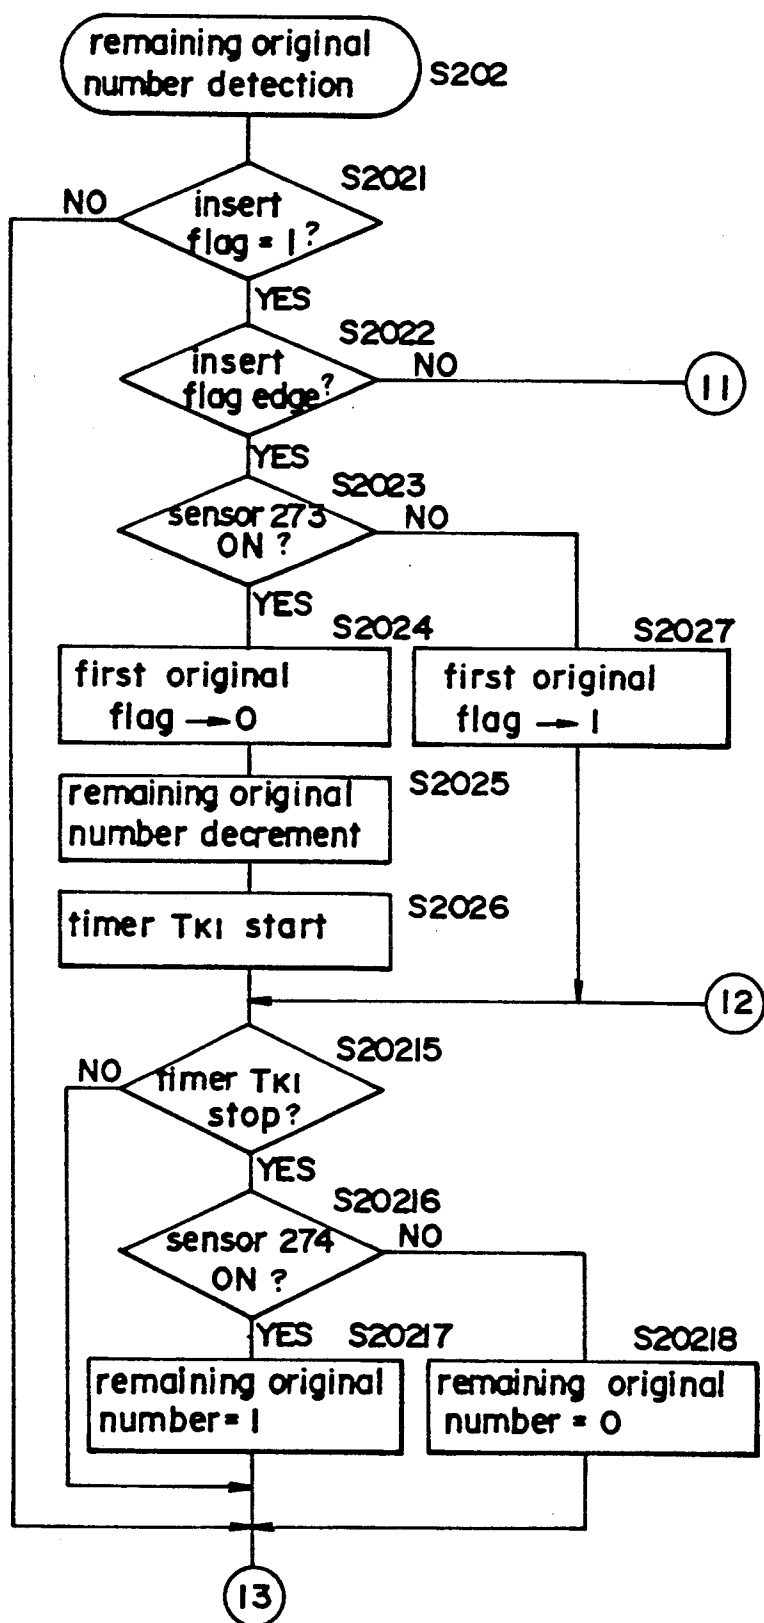 remaining original
number detection
S202
S2021
NO
insert
flag = 1 ?
YES
S2022
insert
flag edge?
NO
11
YES
S2023
sensor 273
ON ?
NO
YES
S2024
S2027
first original
flag → 0
first original
flag → 1
S2025
remaining original
number decrement
S2026
timer TK1 start
12
S20215
NO
timer TK1
stop?
YES
S20216
sensor 274
ON ?
NO
YES
S20217
S20218
remaining original
number = 1
remaining original
number = 0
13